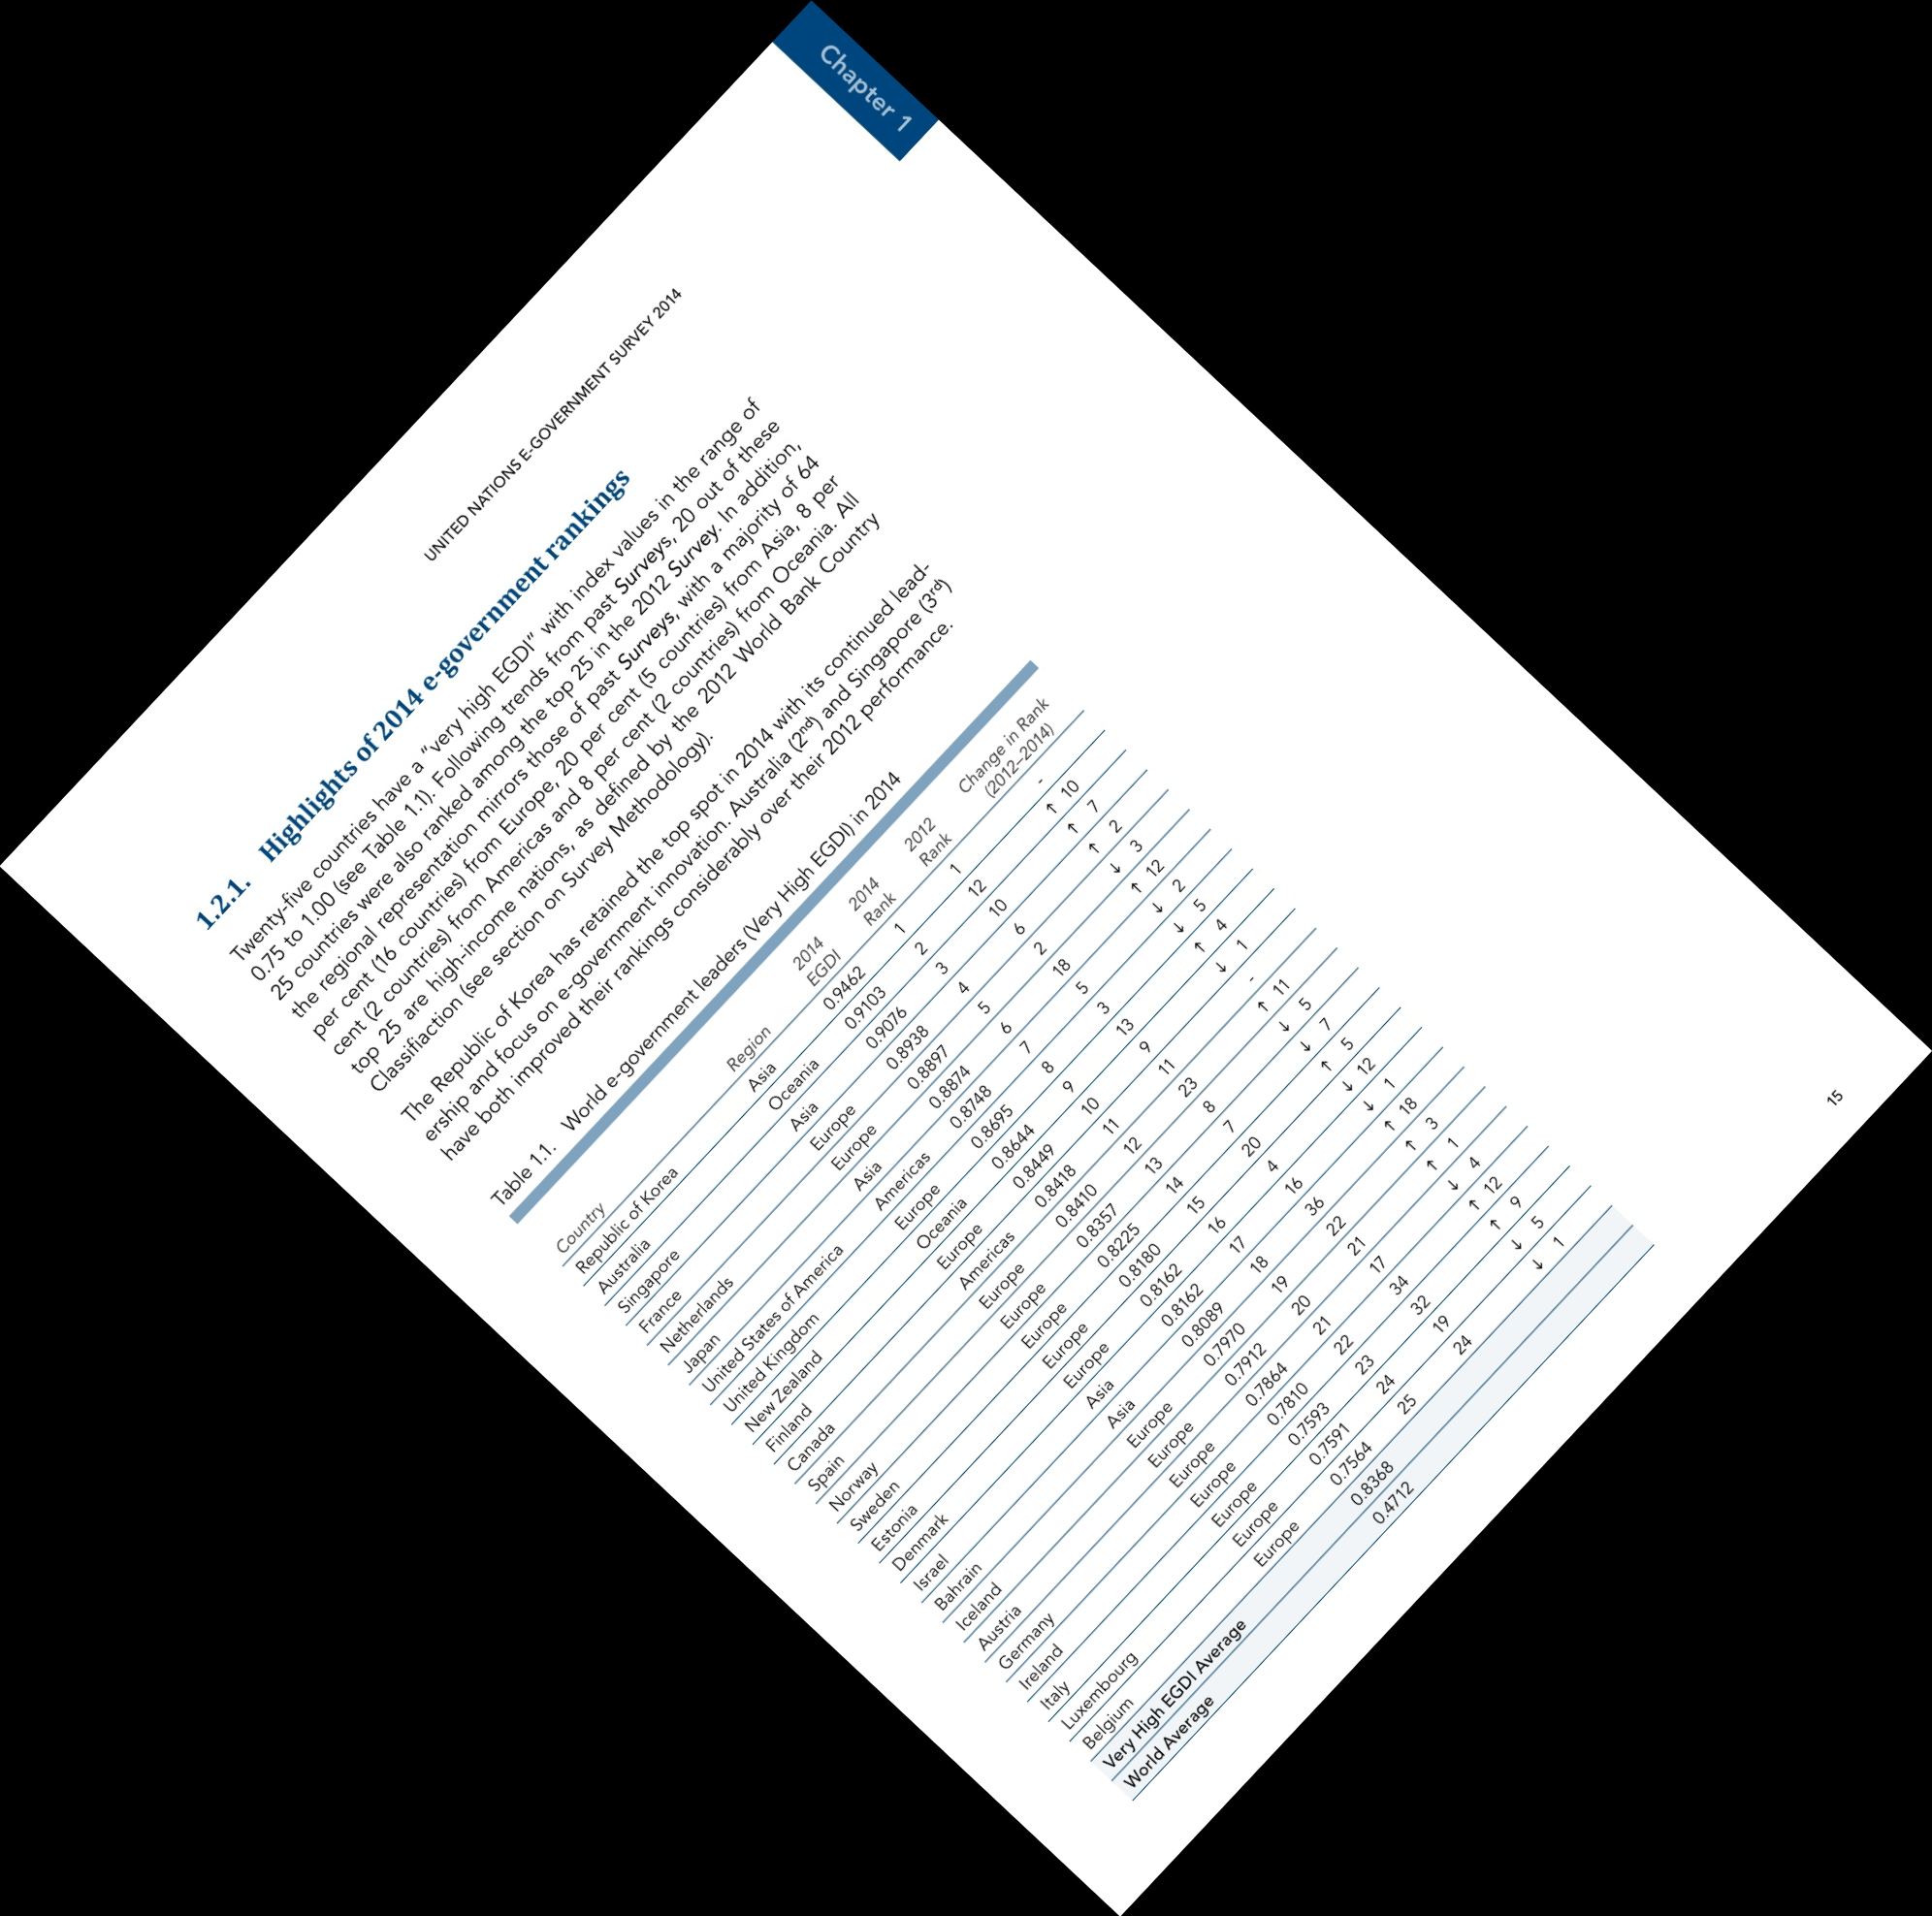 Chapter 1
UNITED NATIONS E-GOVERNMENT SURVEY 2014
1.2.1. Highlights of 2014 e-government rankings
Twenty-five countries have a “very high EGDI” with index values in the range of
0.75 to 1.00 (see Table 1.1). Following trends from past Surveys, 20 out of these
25 countries were also ranked among the top 25 in the 2012 Survey. In addition,
the regional representation mirrors those of past Surveys, with a majority of 64
per cent (16 countries) from Europe, 20 per cent (5 countries) from Asia, 8 per
cent (2 countries) from Americas and 8 per cent (2 countries) from Oceania. All
top 25 are high-income nations, as defined by the 2012 World Bank Country
Classifiaction (see section on Survey Methodology).
The Republic of Korea has retained the top spot in 2014 with its continued lead-
ership and focus on e-government innovation. Australia (2nd) and Singapore (3rd)
have both improved their rankings considerably over their 2012 performance.
Table 1.1. World e-government leaders (Very High EGDI) in 2014
Country Region 2014 EGDI 2014 Rank 2012 Rank Change in Rank (2012–2014)
Republic of Korea Asia 0.9462 1 1 -
Australia Oceania 0.9103 2 12 ↑ 10
Singapore Asia 0.9076 3 10 ↑ 7
France Europe 0.8938 4 6 ↑ 2
Netherlands Europe 0.8897 5 2 ↓ 3
Japan Asia 0.8874 6 18 ↑ 12
United States of America Americas 0.8748 7 5 ↓ 2
United Kingdom Europe 0.8695 8 3 ↓ 5
New Zealand Oceania 0.8644 9 13 ↑ 4
Finland Europe 0.8449 10 9 ↓ 1
Canada Americas 0.8418 11 11 -
Spain Europe 0.8410 12 23 ↑ 11
Norway Europe 0.8357 13 8 ↓ 5
Sweden Europe 0.8225 14 7 ↓ 7
Estonia Europe 0.8180 15 20 ↑ 5
Denmark Europe 0.8162 16 4 ↓ 12
Israel Asia 0.8162 17 16 ↓ 1
Bahrain Asia 0.8089 18 36 ↑ 18
Iceland Europe 0.7970 19 22 ↑ 3
Austria Europe 0.7912 20 21 ↑ 1
Germany Europe 0.7864 21 17 ↓ 4
Ireland Europe 0.7810 22 34 ↑ 12
Italy Europe 0.7593 23 32 ↑ 9
Luxembourg Europe 0.7591 24 19 ↓ 5
Belgium Europe 0.7564 25 24 ↓ 1
Very High EGDI Average 0.8368
World Average 0.4712
15